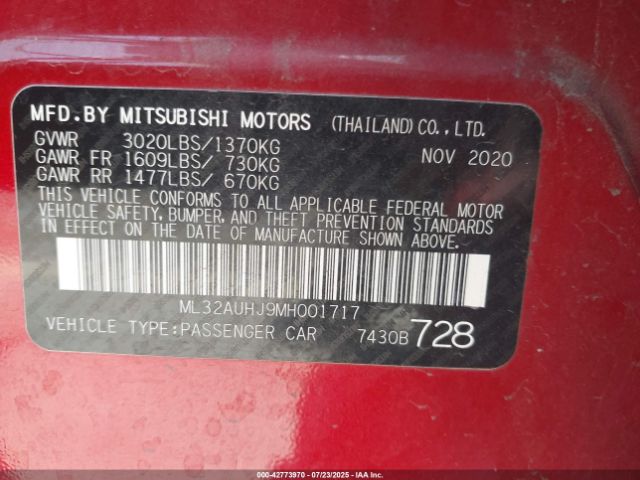 MFD.BY MITSUBISHI MOTORS (THAILAND) CO.,LTD.
GVWR 3020LBS/1370KG NOV 2020
GAWR FR 1609LBS/ 730KG
GAWR RR 1477LBS/ 670KG
THIS VEHICLE CONFORMS TO ALL APPLICABLE FEDERAL MOTOR
VEHICLE SAFETY, BUMPER, AND THEFT PREVENTION STANDARDS
IN EFFECT ON THE DATE OF MANUFACTURE SHOWN ABOVE.
ML32AUHJ9MH001717
VEHICLE TYPE:PASSENGER CAR 7430B 728
000-42773970 - 07/23/2025 - IAA Inc.